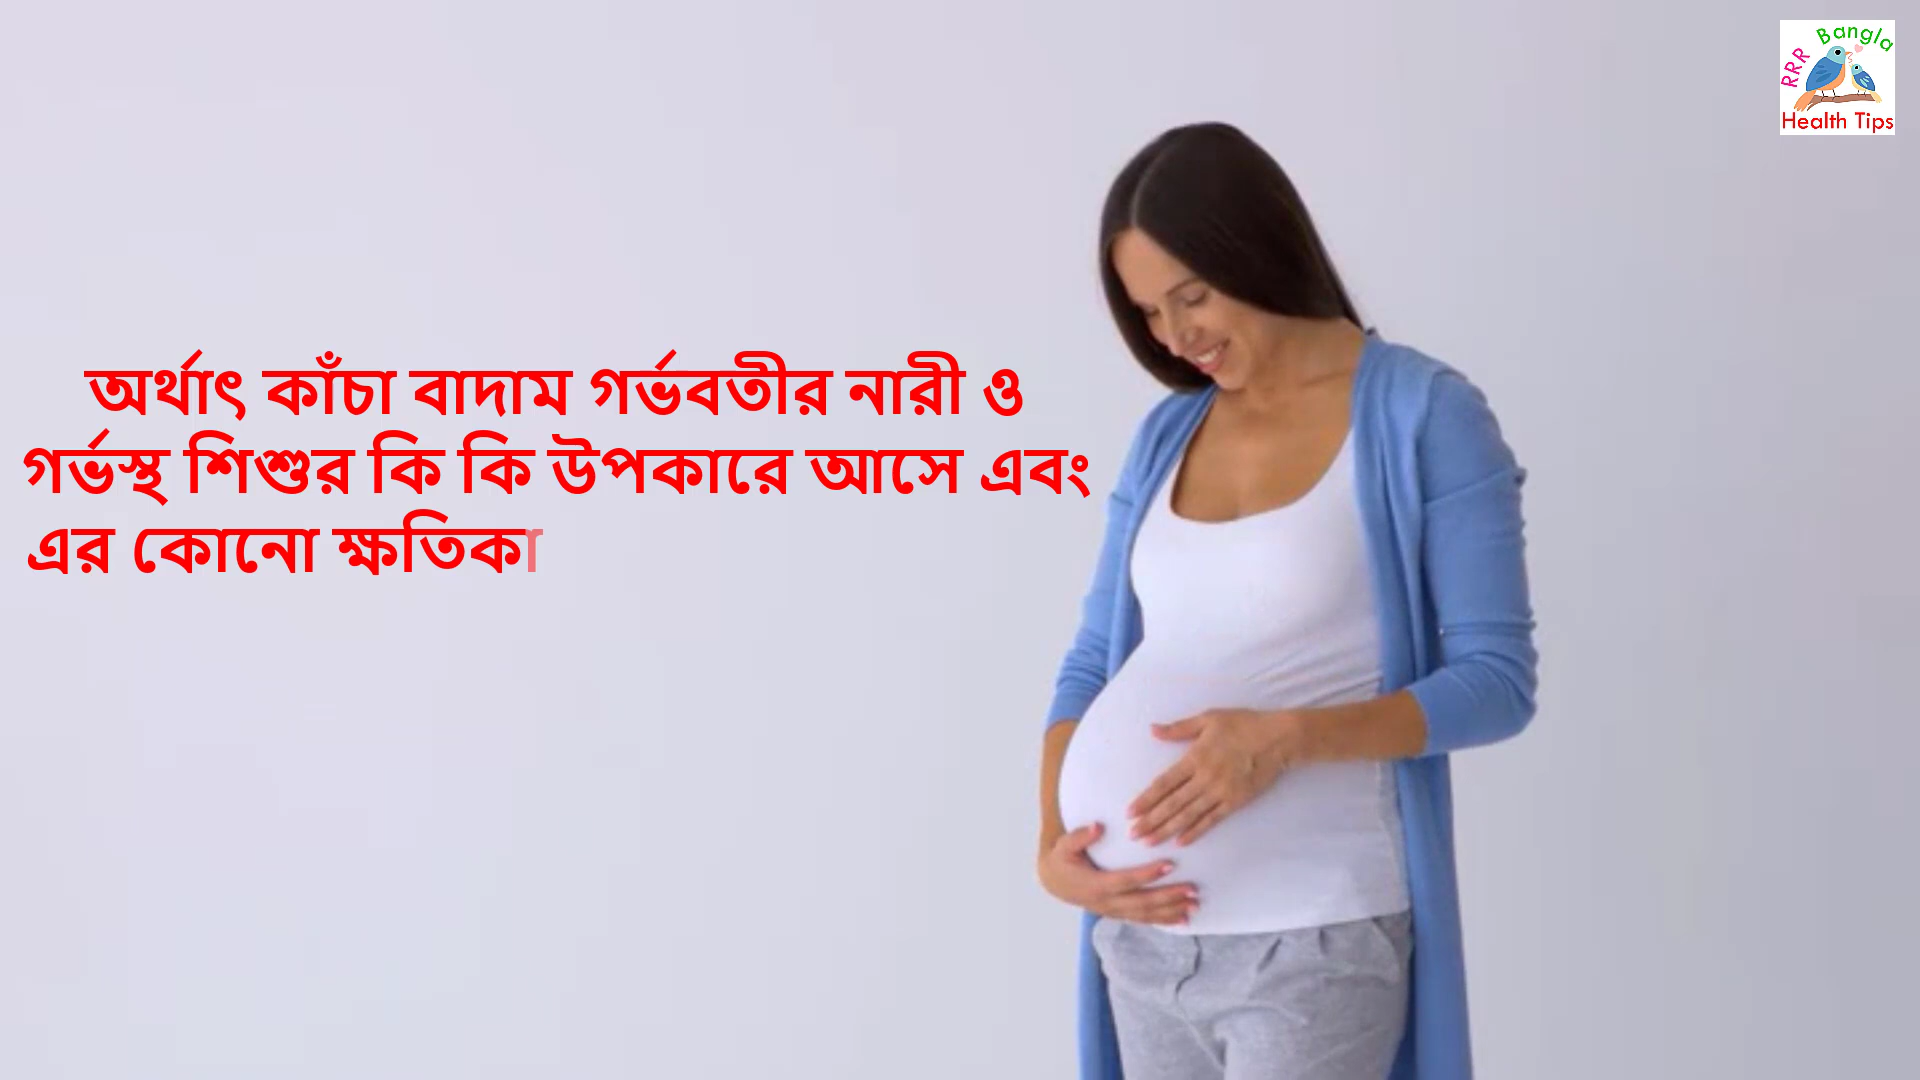 RRR Bangla
Health Tips
অর্থাৎ কাঁচা বাদাম গর্ভবতীর নারী ও
গর্ভস্থ শিশুর কি কি উপকারে আসে এবং
এর কোনো ক্ষতিকা